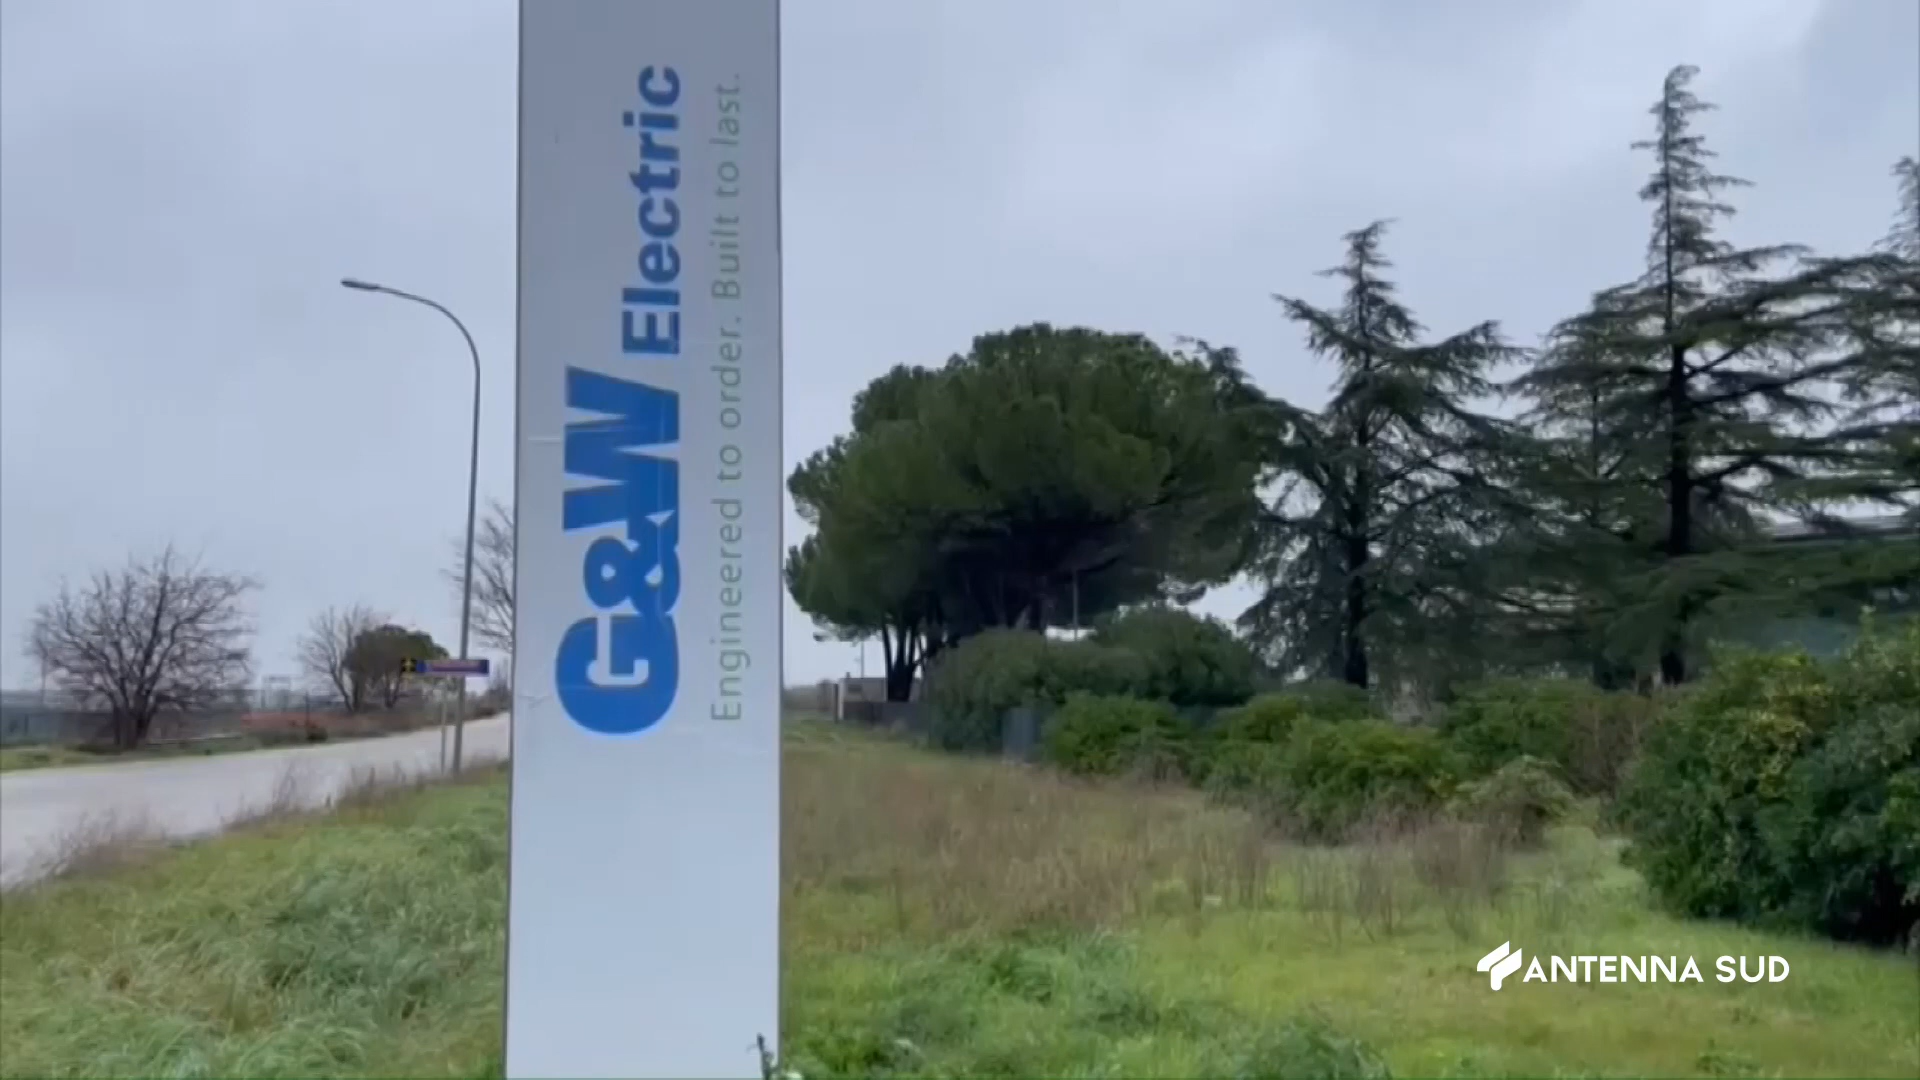 G&W Electric
Engineered to order. Built to last.
ANTENNA SUD